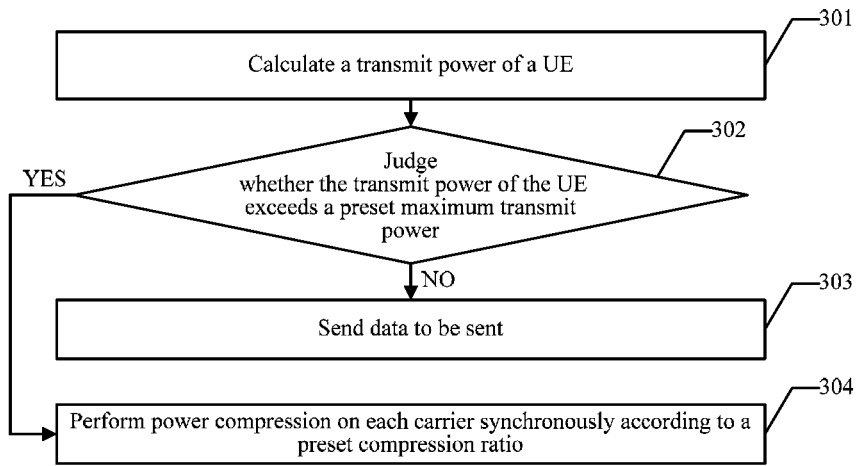 301
Calculate a transmit power of a UE
302
Judge
whether the transmit power of the UE
exceeds a preset maximum transmit
power
YES
NO
303
Send data to be sent
304
Perform power compression on each carrier synchronously according to a
preset compression ratio